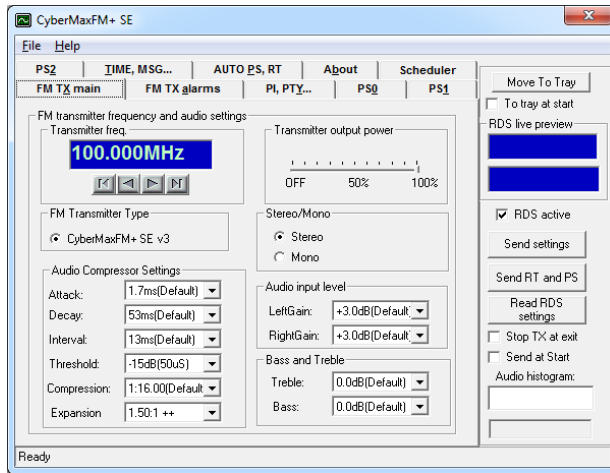 CyberMaxFM+ SE
File Help
PS2 TIME, MSG... AUTO PS, RT About Scheduler
FM TX main FM TX alarms PI, PTY... PS0 PS1
FM transmitter frequency and audio settings
Transmitter freq.
100.000MHz
Transmitter output power
OFF 50% 100%
FM Transmitter Type
CyberMaxFM+ SE v3
Stereo/Mono
Stereo
Mono
Audio Compressor Settings
Attack: 1.7ms(Default)
Decay: 53ms(Default)
Interval: 13ms(Default)
Threshold: -15dB(50uS)
Compression: 1:16.00(Default
Expansion 1.50:1 ++
Audio input level
LeftGain: +3.0dB(Default)
RightGain: +3.0dB(Default)
Bass and Treble
Treble: 0.0dB(Default)
Bass: 0.0dB(Default)
Move To Tray
To tray at start
RDS live preview
RDS active
Send settings
Send RT and PS
Read RDS
settings
Stop TX at exit
Send at Start
Audio histogram:
Ready